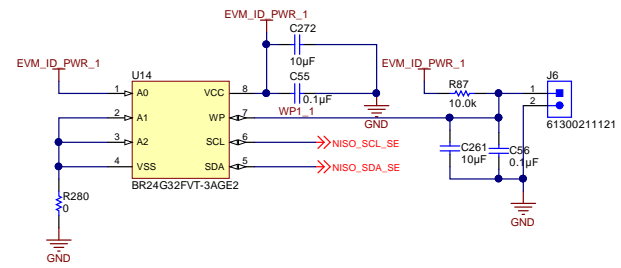 EVM_ID_PWR_1
C272
10µF
EVM_ID_PWR_1
U14
EVM_ID_PWR_1
R87
10.0k
J6
1 A0 VCC 8
C55
0.1µF
1
2
2 A1 WP 7
WP1_1
GND
61300211121
3 A2 SCL 6
NISO_SCL_SE
C261
10µF
C56
0.1µF
4 VSS SDA 5
NISO_SDA_SE
BR24G32FVT-3AGE2
R280
0
GND
GND